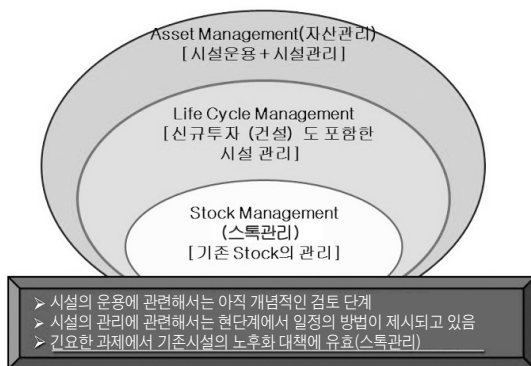 Asset Management(자산관리)
[시설운용+시설관리]
Life Cycle Management
[신규투자 (건설) 도 포함한
시설 관리]
Stock Management
(스톡관리)
[기존 Stock의 관리]
➢ 시설의 운용에 관련해서는 아직 개념적인 검토 단계
➢ 시설의 관리에 관련해서는 현단계에서 일정의 방법이 제시되고 있음
➢ 긴요한 과제에서 기존시설의 노후화 대책에 유효(스톡관리)